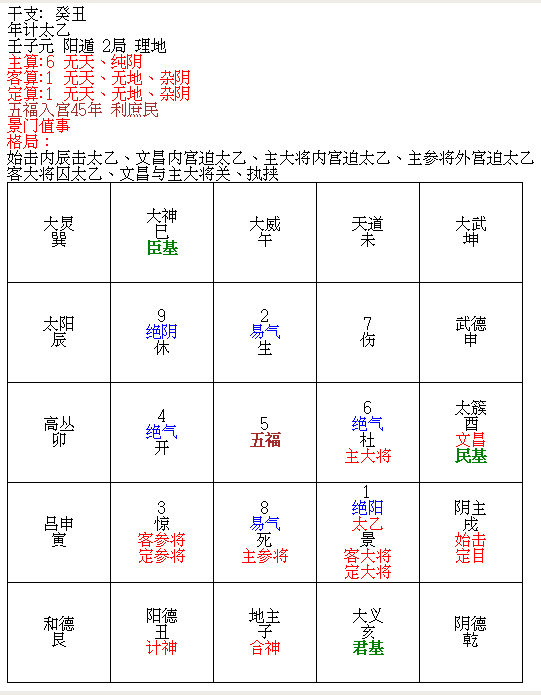 干支: 癸丑
年计太乙
壬子元 阳遁 2局 理地
主算:6 无天、纯阴
客算:1 无天、无地、杂阴
定算:1 无天、无地、杂阴
五福入宫45年 利庶民
景门值事
格局：
始击内辰击太乙、文昌内宫迫太乙、主大将内宫迫太乙、主参将外宫迫太乙
客大将囚太乙、文昌与主大将关、执挟
大炅
巽
大神
巳
臣基
大威
午
天道
未
大武
坤
太阳
辰
9
绝阴
休
2
易气
生
7
伤
武德
申
高丛
卯
4
绝气
开
5
五福
6
绝气
杜
主大将
太簇
酉
文昌
民基
吕申
寅
3
惊
客参将
定参将
8
易气
死
主参将
1
绝阳
太乙
景
客大将
定大将
阴主
戍
始击
定目
和德
艮
阳德
丑
计神
地主
子
合神
大义
亥
君基
阴德
乾